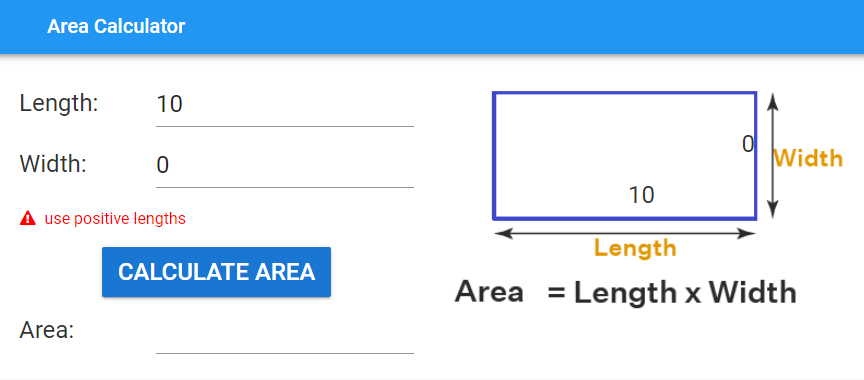 Area Calculator
Length: 10
Width: 0
use positive lengths
CALCULATE AREA
Area:
0
Width
10
Length
Area = Length x Width